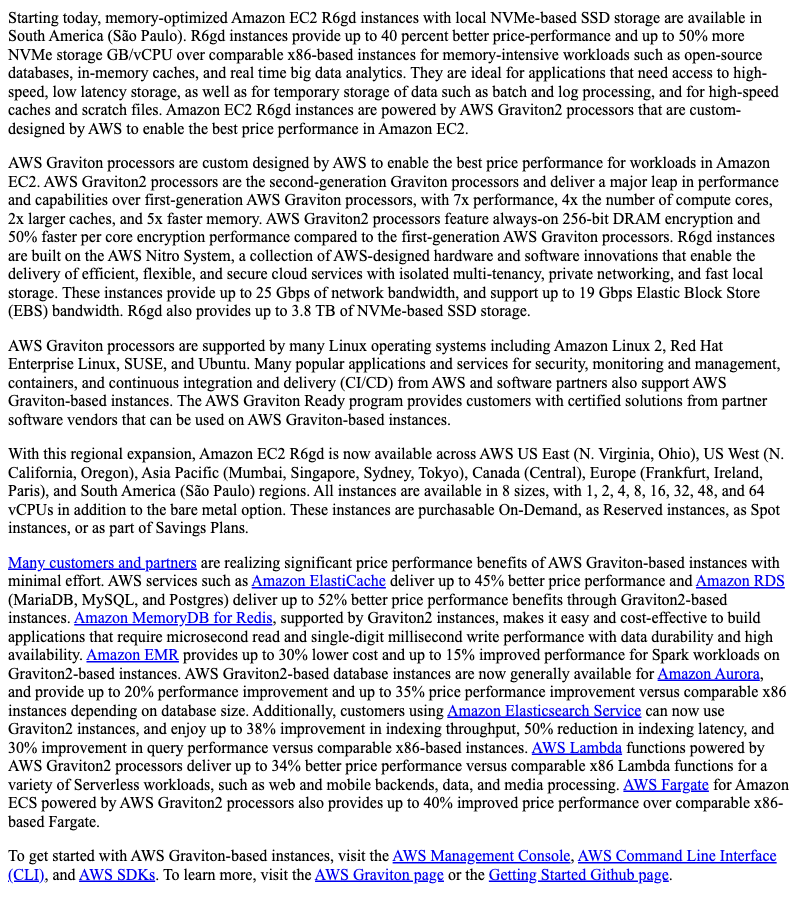 Starting today, memory-optimized Amazon EC2 R6gd instances with local NVMe-based SSD storage are available in
South America (São Paulo). R6gd instances provide up to 40 percent better price-performance and up to 50% more
NVMe storage GB/vCPU over comparable x86-based instances for memory-intensive workloads such as open-source
databases, in-memory caches, and real time big data analytics. They are ideal for applications that need access to high-
speed, low latency storage, as well as for temporary storage of data such as batch and log processing, and for high-speed
caches and scratch files. Amazon EC2 R6gd instances are powered by AWS Graviton2 processors that are custom-
designed by AWS to enable the best price performance in Amazon EC2.
AWS Graviton processors are custom designed by AWS to enable the best price performance for workloads in Amazon
EC2. AWS Graviton2 processors are the second-generation Graviton processors and deliver a major leap in performance
and capabilities over first-generation AWS Graviton processors, with 7x performance, 4x the number of compute cores,
2x larger caches, and 5x faster memory. AWS Graviton2 processors feature always-on 256-bit DRAM encryption and
50% faster per core encryption performance compared to the first-generation AWS Graviton processors. R6gd instances
are built on the AWS Nitro System, a collection of AWS-designed hardware and software innovations that enable the
delivery of efficient, flexible, and secure cloud services with isolated multi-tenancy, private networking, and fast local
storage. These instances provide up to 25 Gbps of network bandwidth, and support up to 19 Gbps Elastic Block Store
(EBS) bandwidth. R6gd also provides up to 3.8 TB of NVMe-based SSD storage.
AWS Graviton processors are supported by many Linux operating systems including Amazon Linux 2, Red Hat
Enterprise Linux, SUSE, and Ubuntu. Many popular applications and services for security, monitoring and management,
containers, and continuous integration and delivery (CI/CD) from AWS and software partners also support AWS
Graviton-based instances. The AWS Graviton Ready program provides customers with certified solutions from partner
software vendors that can be used on AWS Graviton-based instances.
With this regional expansion, Amazon EC2 R6gd is now available across AWS US East (N. Virginia, Ohio), US West (N.
California, Oregon), Asia Pacific (Mumbai, Singapore, Sydney, Tokyo), Canada (Central), Europe (Frankfurt, Ireland,
Paris), and South America (São Paulo) regions. All instances are available in 8 sizes, with 1, 2, 4, 8, 16, 32, 48, and 64
vCPUs in addition to the bare metal option. These instances are purchasable On-Demand, as Reserved instances, as Spot
instances, or as part of Savings Plans.
Many customers and partners are realizing significant price performance benefits of AWS Graviton-based instances with
minimal effort. AWS services such as Amazon ElastiCache deliver up to 45% better price performance and Amazon RDS
(MariaDB, MySQL, and Postgres) deliver up to 52% better price performance benefits through Graviton2-based
instances. Amazon MemoryDB for Redis, supported by Graviton2 instances, makes it easy and cost-effective to build
applications that require microsecond read and single-digit millisecond write performance with data durability and high
availability. Amazon EMR provides up to 30% lower cost and up to 15% improved performance for Spark workloads on
Graviton2-based instances. AWS Graviton2-based database instances are now generally available for Amazon Aurora,
and provide up to 20% performance improvement and up to 35% price performance improvement versus comparable x86
instances depending on database size. Additionally, customers using Amazon Elasticsearch Service can now use
Graviton2 instances, and enjoy up to 38% improvement in indexing throughput, 50% reduction in indexing latency, and
30% improvement in query performance versus comparable x86-based instances. AWS Lambda functions powered by
AWS Graviton2 processors deliver up to 34% better price performance versus comparable x86 Lambda functions for a
variety of Serverless workloads, such as web and mobile backends, data, and media processing. AWS Fargate for Amazon
ECS powered by AWS Graviton2 processors also provides up to 40% improved price performance over comparable x86-
based Fargate.
To get started with AWS Graviton-based instances, visit the AWS Management Console, AWS Command Line Interface
(CLI), and AWS SDKs. To learn more, visit the AWS Graviton page or the Getting Started Github page.